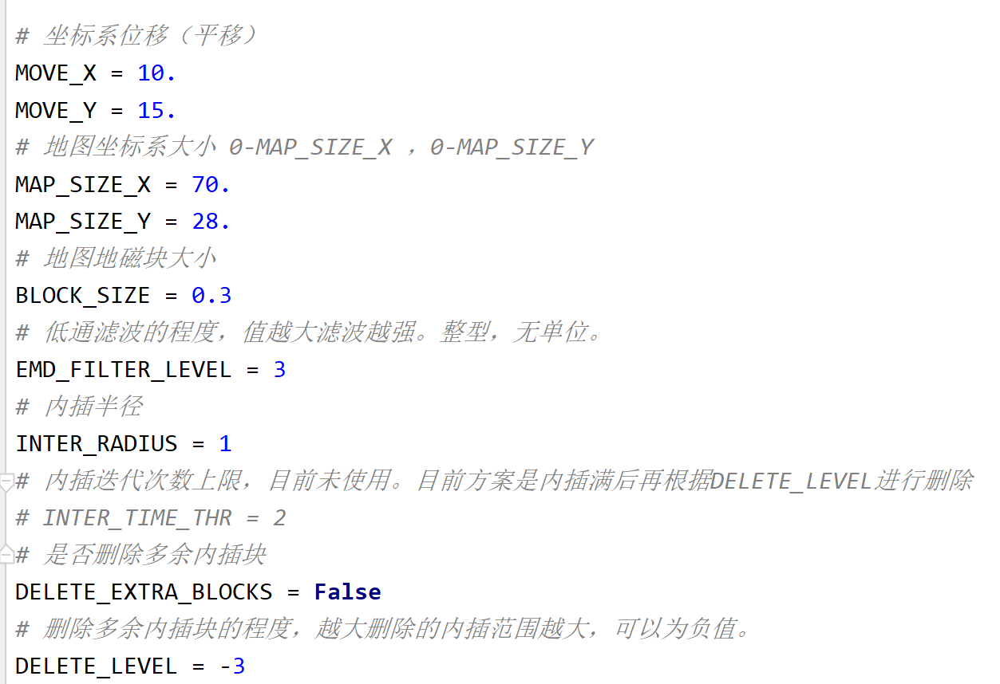 # 坐标系位移（平移）
MOVE_X = 10.
MOVE_Y = 15.
# 地图坐标系大小 0-MAP_SIZE_X ，0-MAP_SIZE_Y
MAP_SIZE_X = 70.
MAP_SIZE_Y = 28.
# 地图地磁块大小
BLOCK_SIZE = 0.3
# 低通滤波的程度，值越大滤波越强。整型，无单位。
EMD_FILTER_LEVEL = 3
# 内插半径
INTER_RADIUS = 1
# 内插迭代次数上限，目前未使用。目前方案是内插满后再根据DELETE_LEVEL进行删除
# INTER_TIME_THR = 2
# 是否删除多余内插块
DELETE_EXTRA_BLOCKS = False
# 删除多余内插块的程度，越大删除的内插范围越大，可以为负值。
DELETE_LEVEL = -3